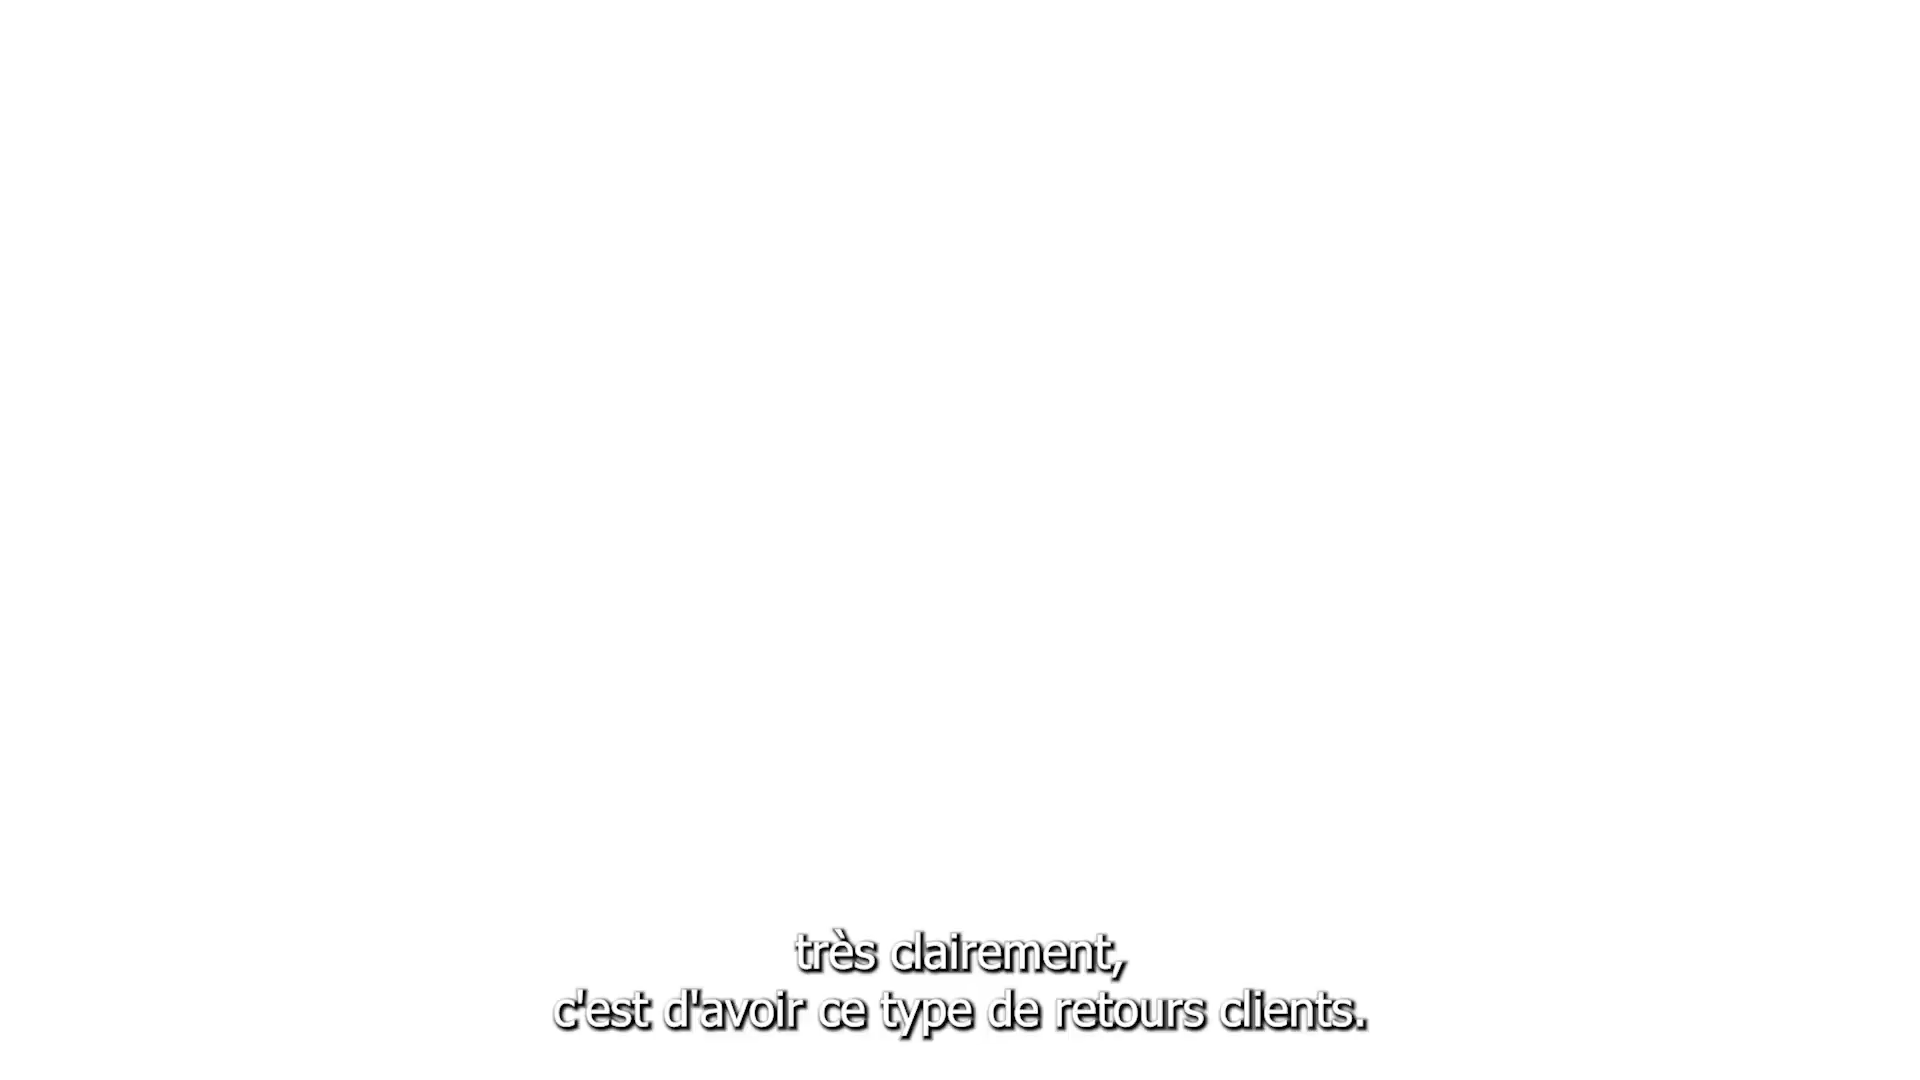 très clairement,
c'est d'avoir ce type de retours clients.